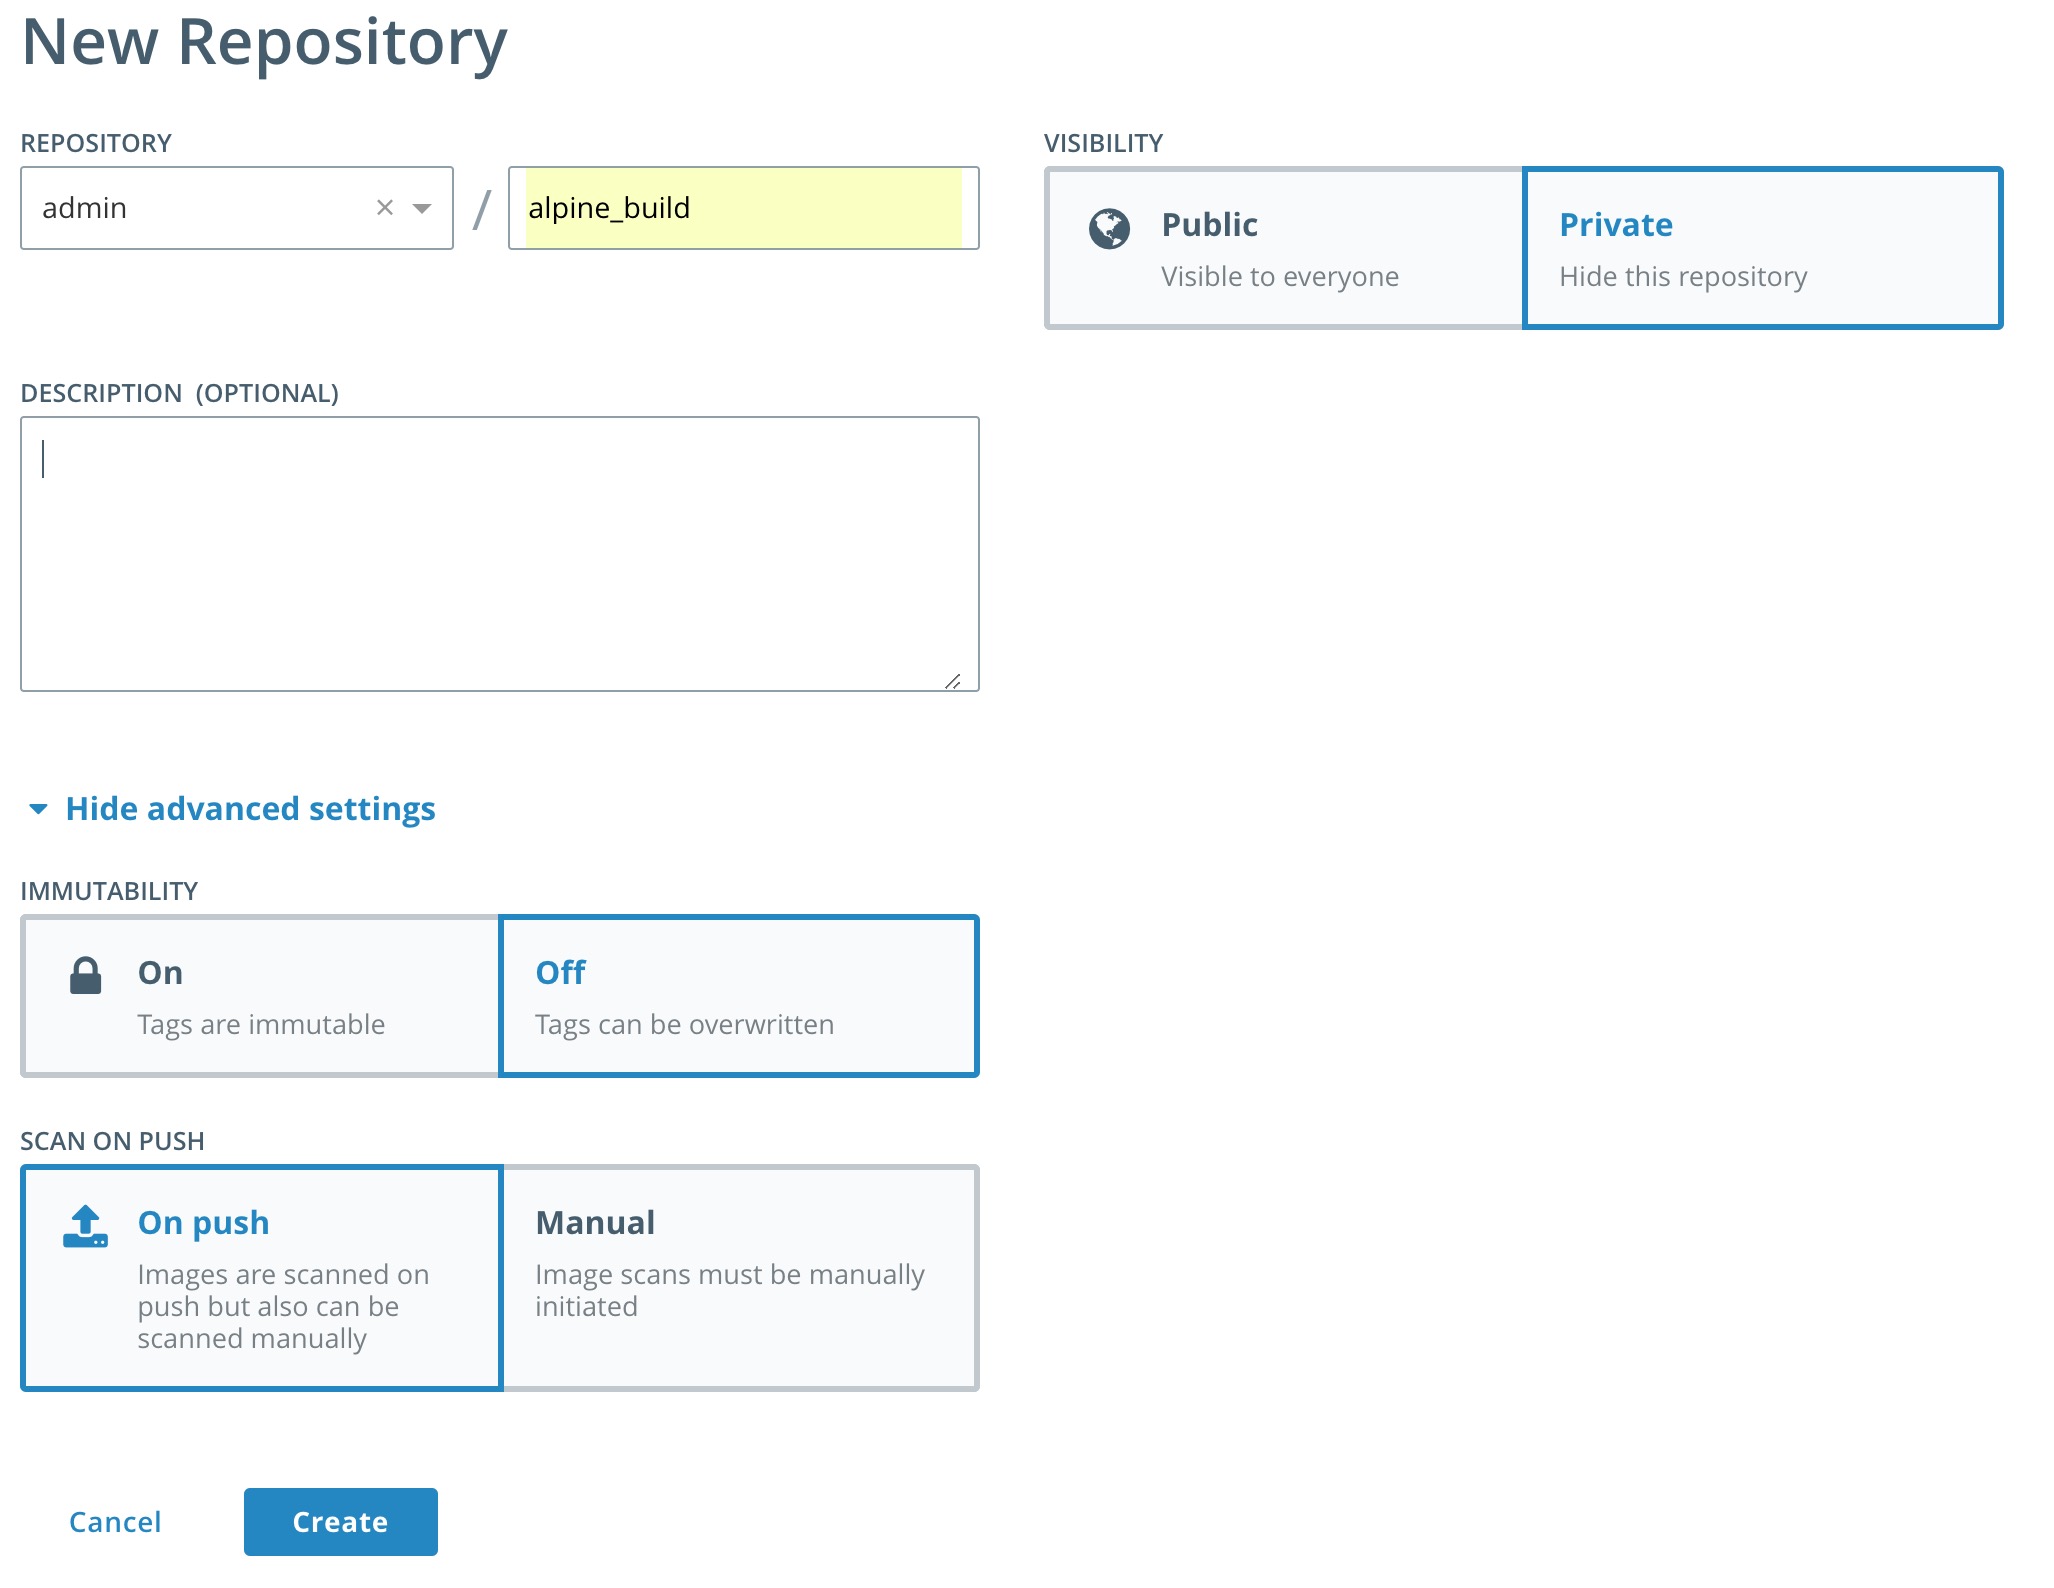 New Repository
REPOSITORY
admin
/
alpine_build
VISIBILITY
Public
Visible to everyone
Private
Hide this repository
DESCRIPTION (OPTIONAL)
Hide advanced settings
IMMUTABILITY
On
Tags are immutable
Off
Tags can be overwritten
SCAN ON PUSH
On push
Images are scanned on
push but also can be
scanned manually
Manual
Image scans must be manually
initiated
Cancel
Create